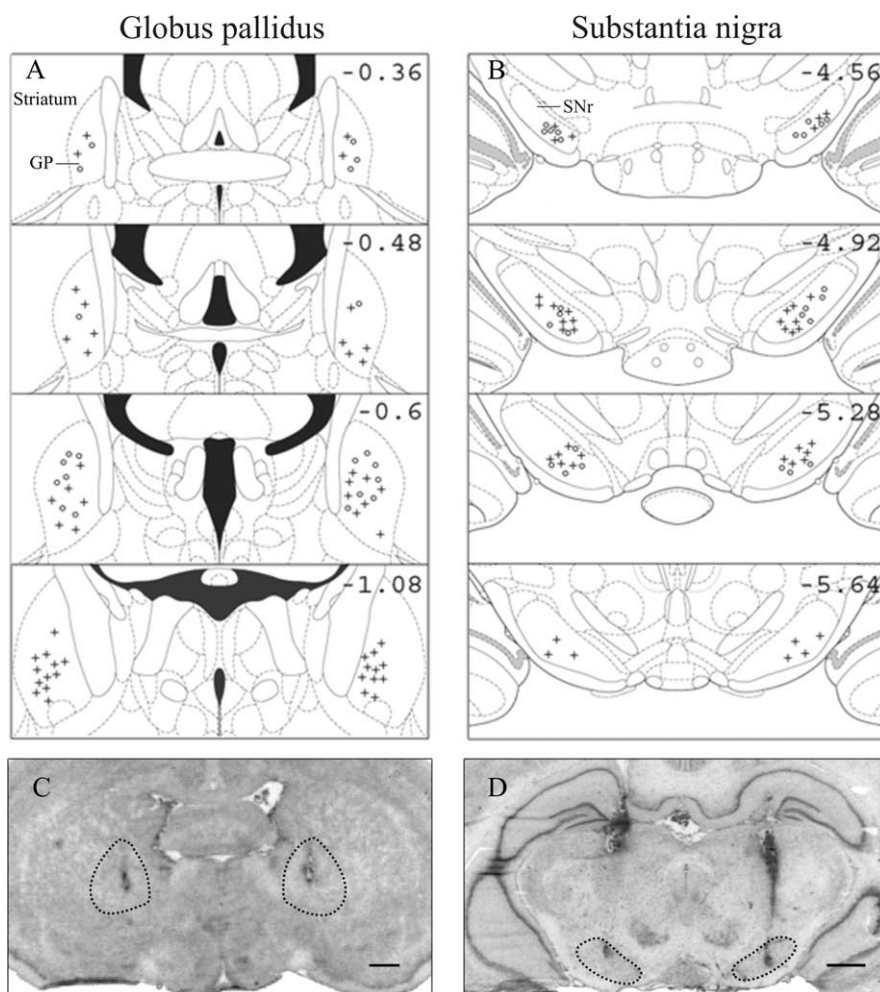 Globus pallidus
Substantia nigra
A
-0.36
Striatum
GP
B
-4.56
SNr
-0.48
-4.92
-0.6
-5.28
-1.08
-5.64
C
D